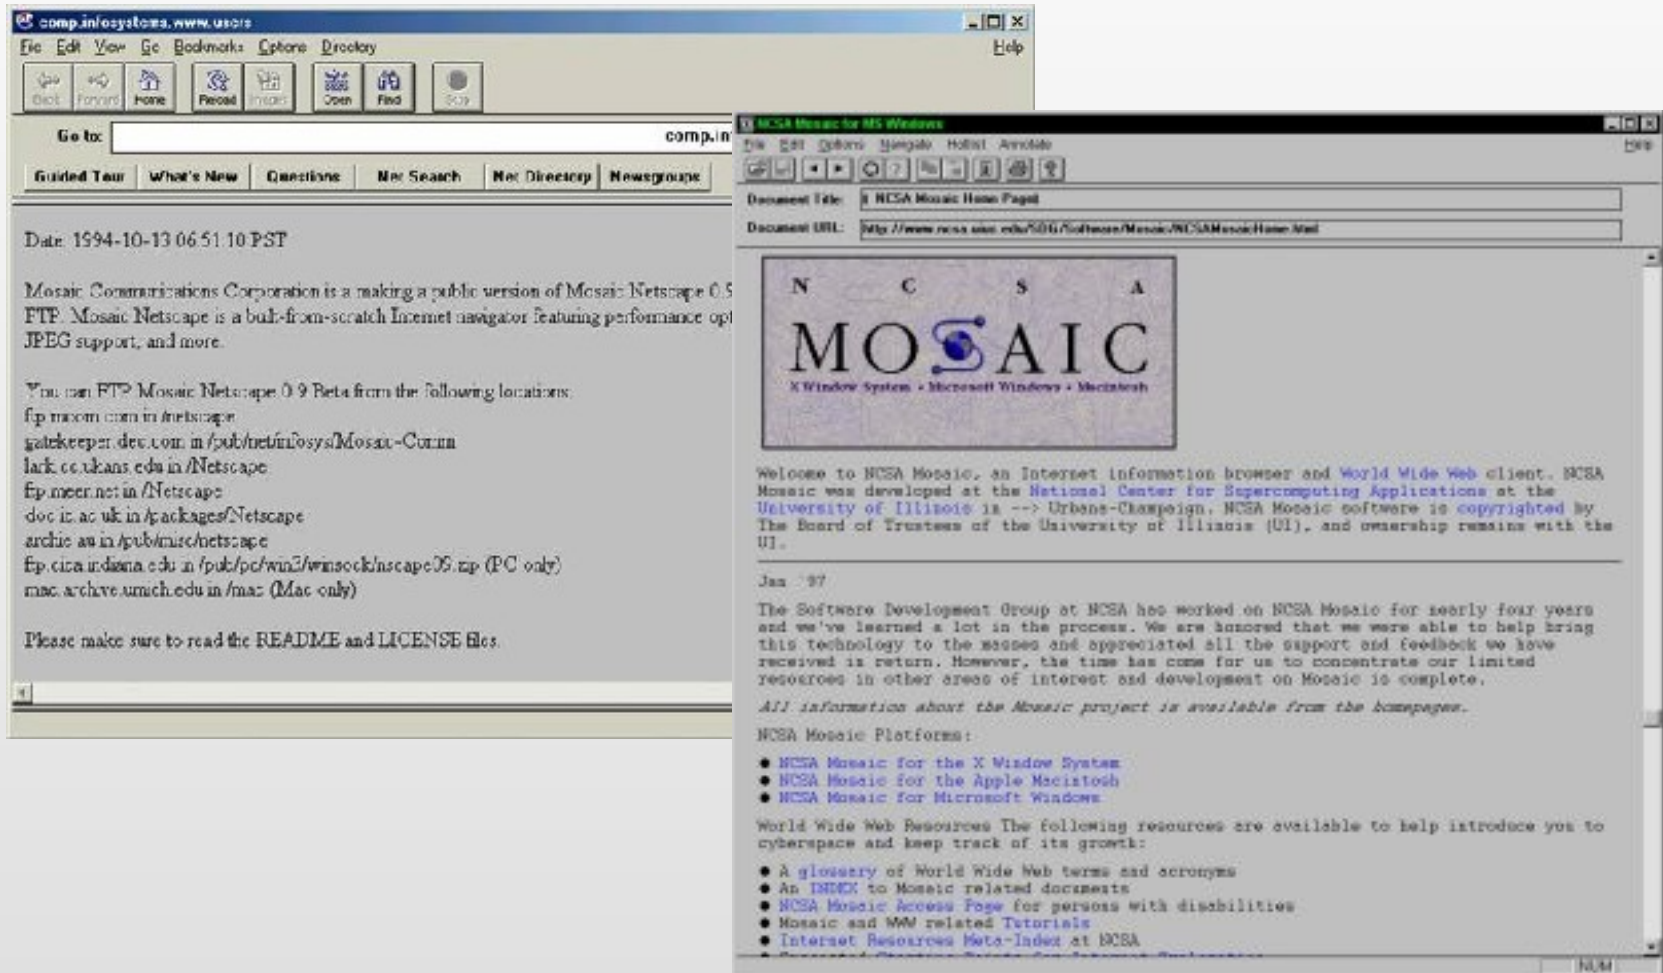 comp.infosystems.www.users
File Edit View Go Bookmarks Options Directory Help
Back Forward Home Reload Images Open Find Stop
Go to: comp.in
Guided Tour What's New Questions Net Search Net Directory Newsgroups
Date: 1994-10-13 06:51:10 PST
Mosaic Communications Corporation is a making a public version of Mosaic Netscape 0.9
FTP. Mosaic Netscape is a built-from-scratch Internet navigator featuring performance opt
JPEG support, and more.
You can FTP Mosaic Netscape 0.9 Beta from the following locations:
ftp.mcom.com in /netscape
gatekeeper.dec.com in /pub/net/infosys/Mosaic-Comm
lark.cc.ukans.edu in /Netscape
ftp.meer.net in /Netscape
doc.ic.ac.uk in /packages/Netscape
archie.au in /pub/misc/netscape
ftp.cica.indiana.edu in /pub/pc/win3/winsock/nscape09.zip (PC only)
mac.archive.umich.edu in /mac (Mac only)
Please make sure to read the README and LICENSE files.
NCSA Mosaic for MS Windows
File Edit Options Navigate Hotlist Annotate Help
Document Title: NCSA Mosaic Home Page
Document URL: http://www.ncsa.uiuc.edu/SDG/Software/Mosaic/NCSAMosaicHome.html
N C S A
MOSAIC
X Window System • Microsoft Windows • Macintosh
Welcome to NCSA Mosaic, an Internet information browser and World Wide Web client. NCSA
Mosaic was developed at the National Center for Supercomputing Applications at the
University of Illinois in --> Urbana-Champaign. NCSA Mosaic software is copyrighted by
The Board of Trustees of the University of Illinois (UI), and ownership remains with the
UI.
Jan '97
The Software Development Group at NCSA has worked on NCSA Mosaic for nearly four years
and we've learned a lot in the process. We are honored that we were able to help bring
this technology to the masses and appreciated all the support and feedback we have
received in return. However, the time has come for us to concentrate our limited
resources in other areas of interest and development on Mosaic is complete.
All information about the Mosaic project is available from the homepages.
NCSA Mosaic Platforms:
● NCSA Mosaic for the X Window System
● NCSA Mosaic for the Apple Macintosh
● NCSA Mosaic for Microsoft Windows
World Wide Web Resources The following resources are available to help introduce you to
cyberspace and keep track of its growth:
● A glossary of World Wide Web terms and acronyms
● An INDEX to Mosaic related documents
● NCSA Mosaic Access Page for persons with disabilities
● Mosaic and WWW related Tutorials
● Internet Resources Meta-Index at NCSA
● Suggested Starting Points for Internet Exploration
NUM